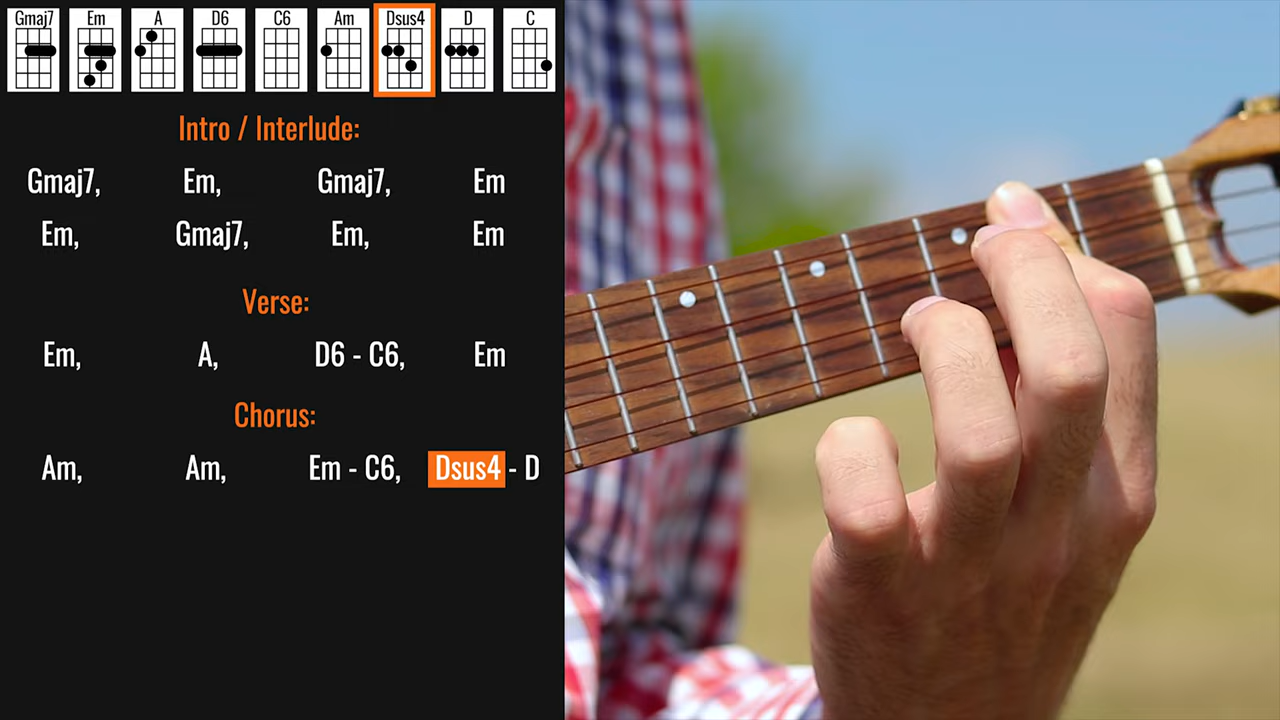 Gmaj7 Em A D6 C6 Am Dsus4 D C
Intro / Interlude:
Gmaj7, Em, Gmaj7, Em
Em, Gmaj7, Em, Em
Verse:
Em, A, D6 - C6, Em
Chorus:
Am, Am, Em - C6, Dsus4 - D